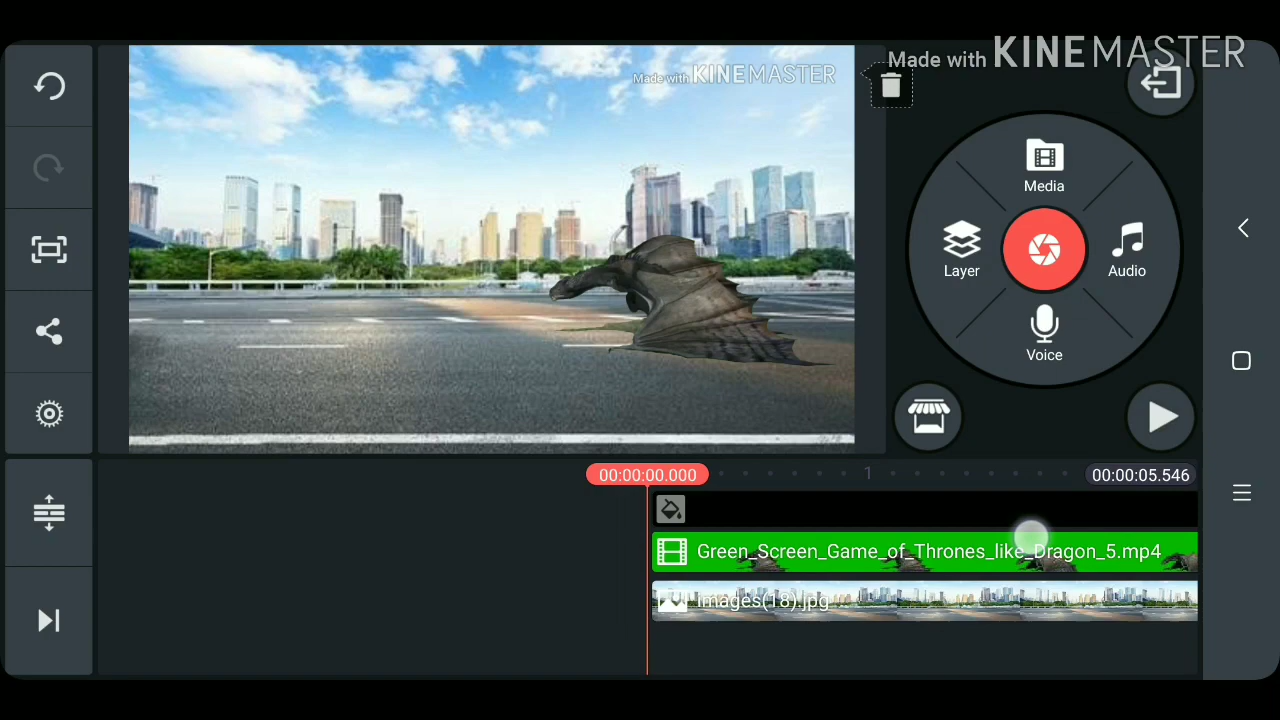 Made with KINEMASTER
Made with KINEMASTER
Media
Layer
Audio
Voice
00:00:00.000
1
00:00:05.546
Green_Screen_Game_of_Thrones_like_Dragon_5.mp4
images(18).jpg